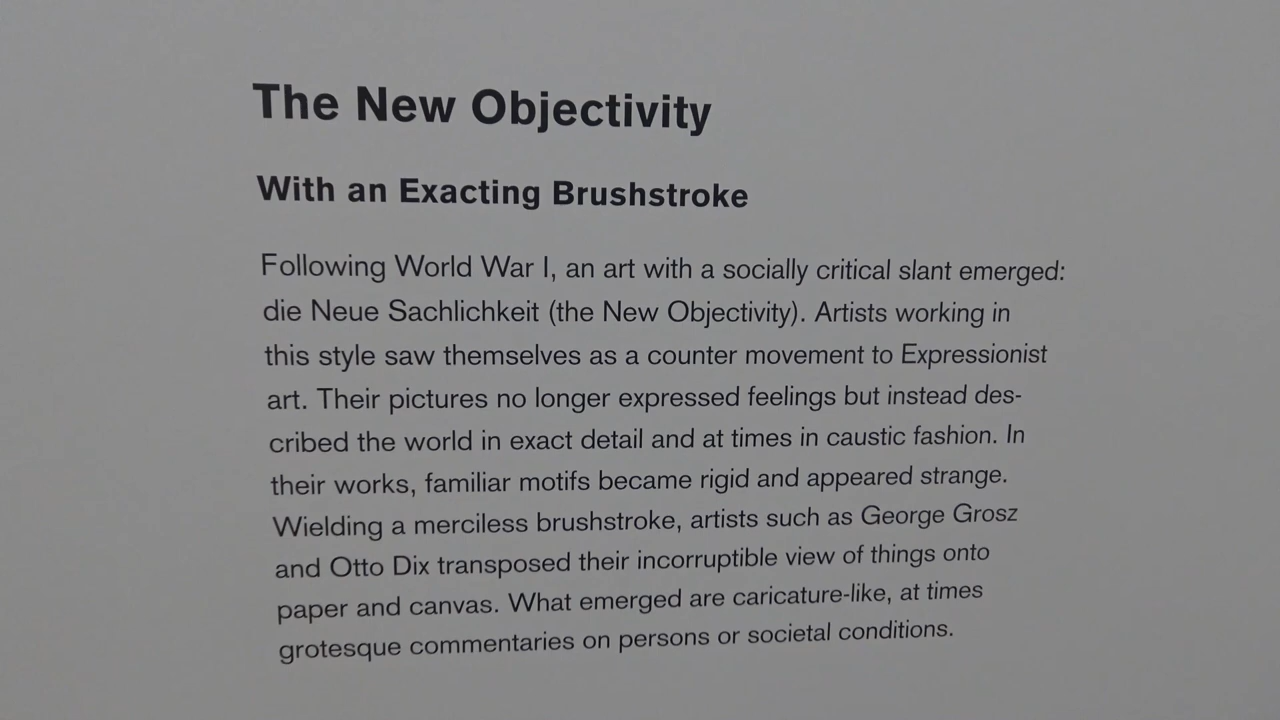 The New Objectivity
With an Exacting Brushstroke
Following World War I, an art with a socially critical slant emerged:
die Neue Sachlichkeit (the New Objectivity). Artists working in
this style saw themselves as a counter movement to Expressionist
art. Their pictures no longer expressed feelings but instead des-
cribed the world in exact detail and at times in caustic fashion. In
their works, familiar motifs became rigid and appeared strange.
Wielding a merciless brushstroke, artists such as George Grosz
and Otto Dix transposed their incorruptible view of things onto
paper and canvas. What emerged are caricature-like, at times
grotesque commentaries on persons or societal conditions.